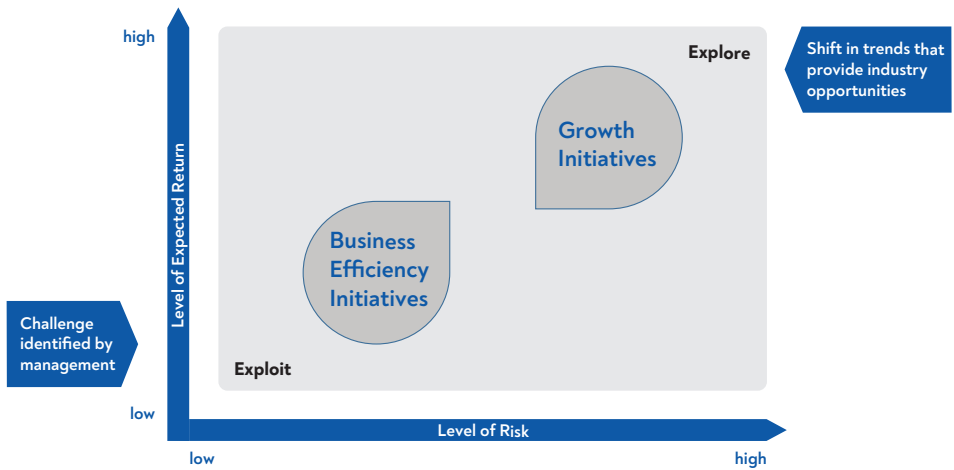 high
Explore
Shift in trends that
provide industry
opportunities
Growth
Initiatives
Level of Expected Return
Business
Efficiency
Initiatives
Challenge
identified by
management
Exploit
low
Level of Risk
low
high